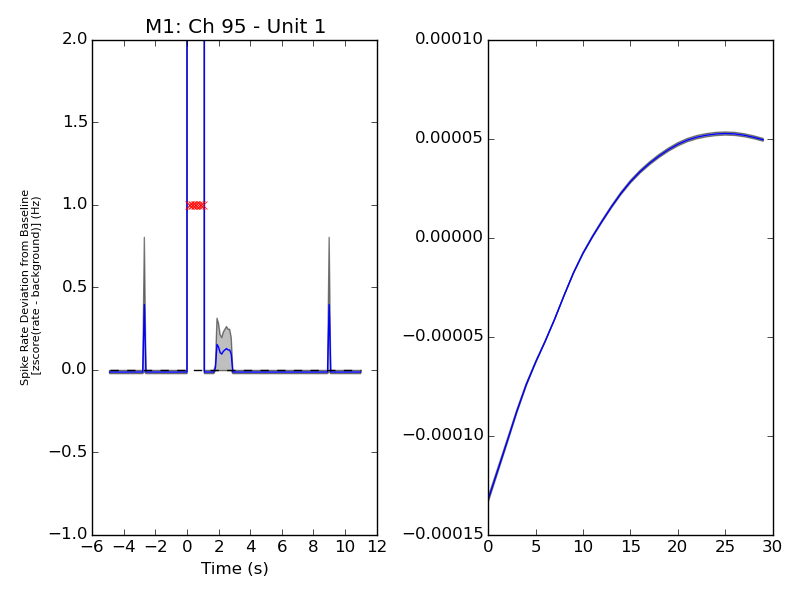 M1: Ch 95 - Unit 1
2.0
1.5
1.0
0.5
0.0
−0.5
−1.0
Spike Rate Deviation from Baseline
[zscore(rate - background)] (Hz)
−6 −4 −2 0 2 4 6 8 10 12
Time (s)
0.00010
0.00005
0.00000
−0.00005
−0.00010
−0.00015
0 5 10 15 20 25 30